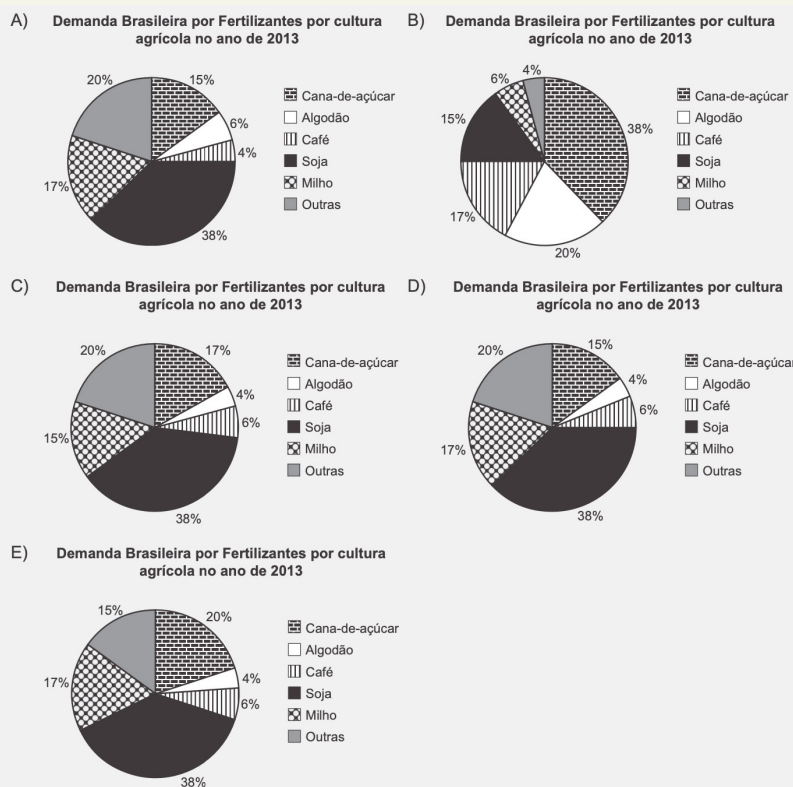 A) Demanda Brasileira por Fertilizantes por cultura
agrícola no ano de 2013
20%
15%
6%
4%
38%
17%
Cana-de-açúcar
Algodão
Café
Soja
Milho
Outras
B) Demanda Brasileira por Fertilizantes por cultura
agrícola no ano de 2013
4%
6%
15%
38%
17%
20%
Cana-de-açúcar
Algodão
Café
Soja
Milho
Outras
C) Demanda Brasileira por Fertilizantes por cultura
agrícola no ano de 2013
20%
17%
4%
6%
15%
38%
Cana-de-açúcar
Algodão
Café
Soja
Milho
Outras
D) Demanda Brasileira por Fertilizantes por cultura
agrícola no ano de 2013
20%
15%
4%
6%
17%
38%
Cana-de-açúcar
Algodão
Café
Soja
Milho
Outras
E) Demanda Brasileira por Fertilizantes por cultura
agrícola no ano de 2013
15%
20%
4%
6%
17%
38%
Cana-de-açúcar
Algodão
Café
Soja
Milho
Outras